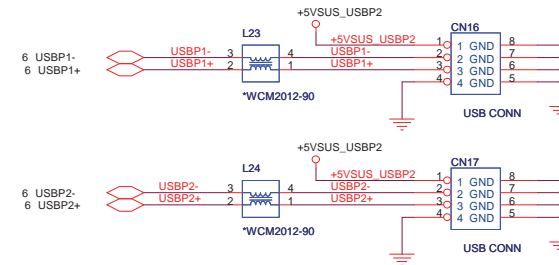 +5VSUS_USBP2
L23
CN16
+5VSUS_USBP2
1 1 GND 8
6 USBP1- USBP1- 3 4 USBP1- 2 2 GND 7
6 USBP1+ USBP1+ 2 1 USBP1+ 3 3 GND 6
4 4 GND 5
*WCM2012-90
USB CONN
+5VSUS_USBP2
L24
CN17
+5VSUS_USBP2
1 1 GND 8
6 USBP2- USBP2- 3 4 USBP2- 2 2 GND 7
6 USBP2+ USBP2+ 2 1 USBP2+ 3 3 GND 6
4 4 GND 5
*WCM2012-90
USB CONN